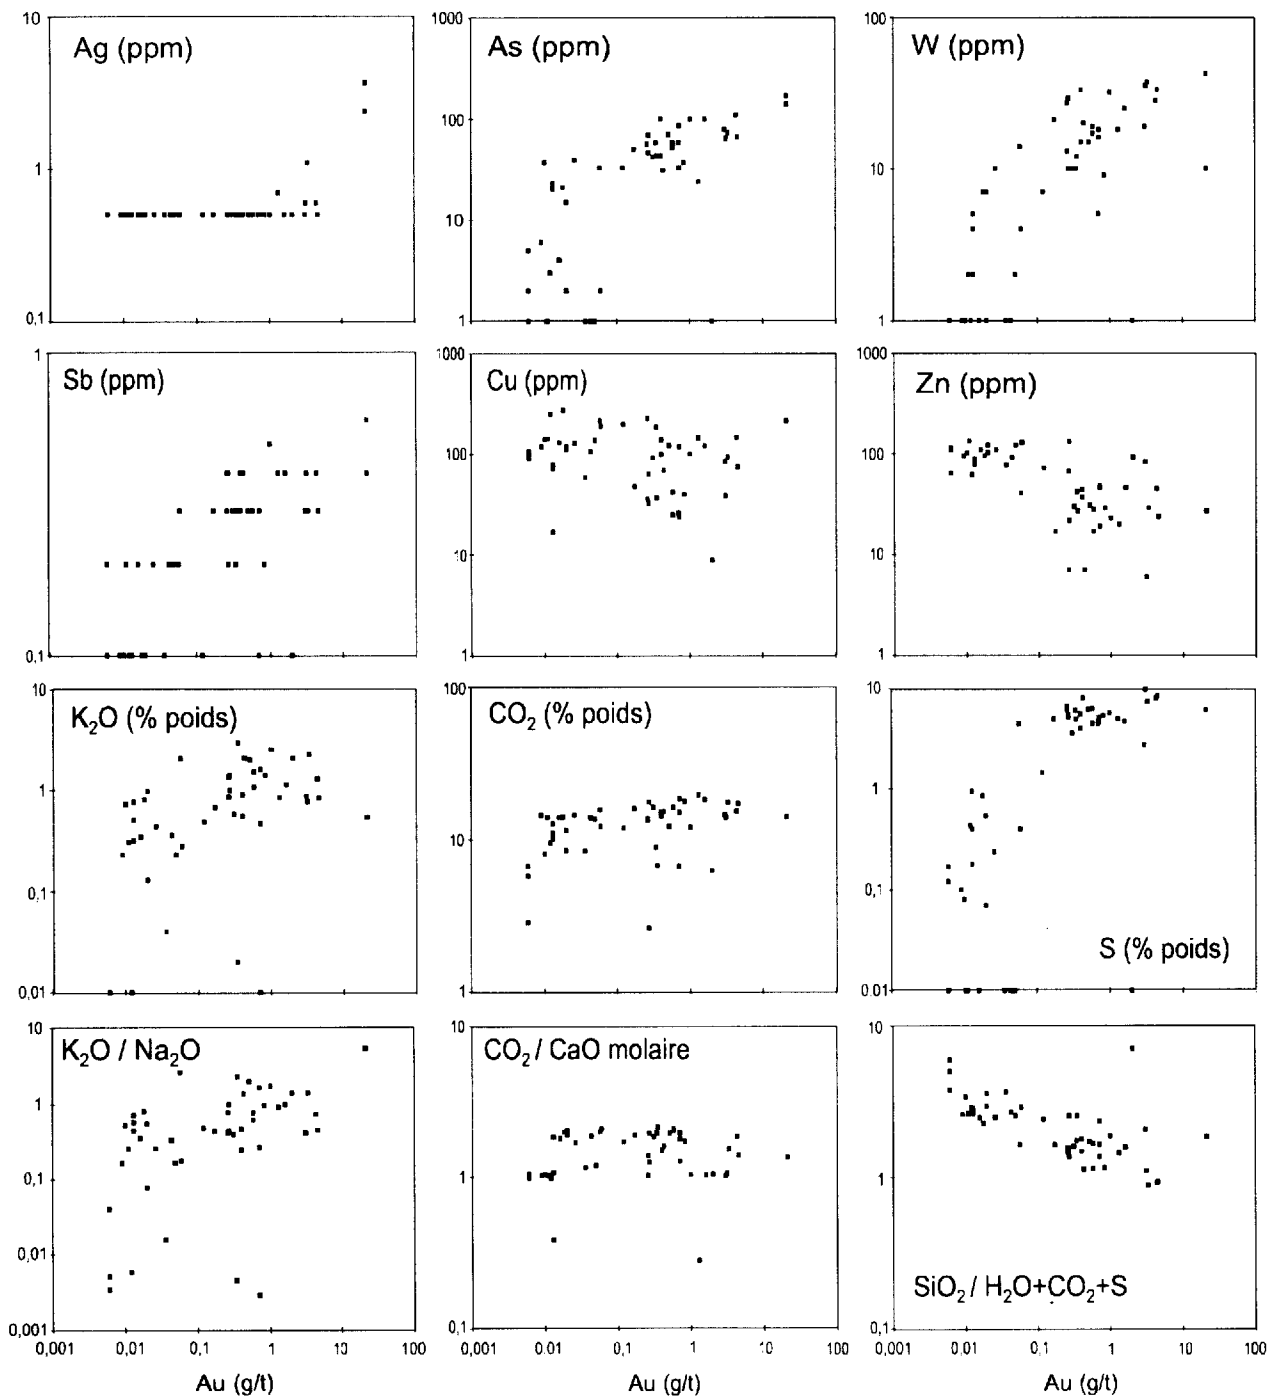 10
Ag (ppm)
1
0,1
1000
As (ppm)
100
10
1
100
W (ppm)
10
1
1
Sb (ppm)
0,1
1000
Cu (ppm)
100
10
1
1000
Zn (ppm)
100
10
1
10
K₂O (% poids)
1
0,1
0,01
100
CO₂ (% poids)
10
1
10
1
0,1
S (% poids)
0.01
10
K₂O / Na₂O
1
0,1
0,01
0,001
0,001 0,01 0,1 1 10 100
Au (g/t)
10
CO₂ / CaO molaire
1
0,1
0,001 0,01 0,1 1 10 100
Au (g/t)
10
1
SiO₂ / H₂O+CO₂+S
0,1
0,001 0,01 0,1 1 10 100
Au (g/t)